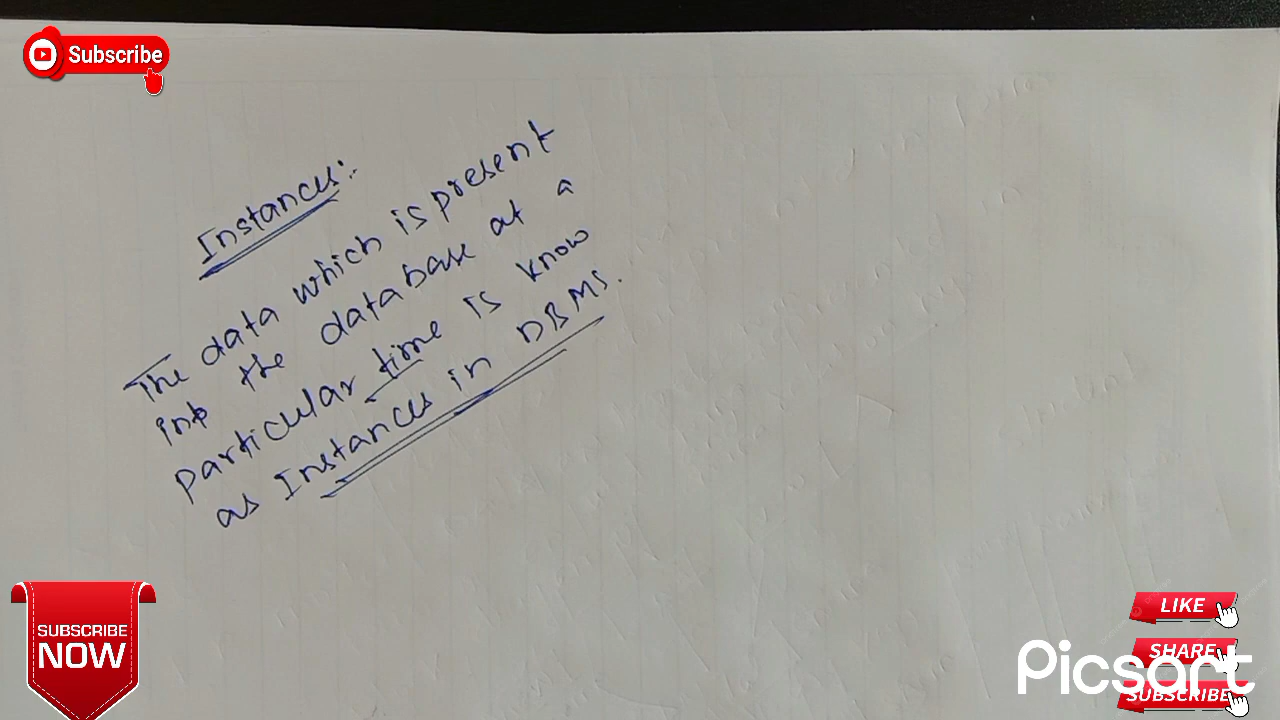 Subscribe
Instances:
The data which is present
into the database at a
particular time is know
as Instances in DBMS.
SUBSCRIBE
NOW
LIKE
SHARE
Picsart
SUBSCRIBE